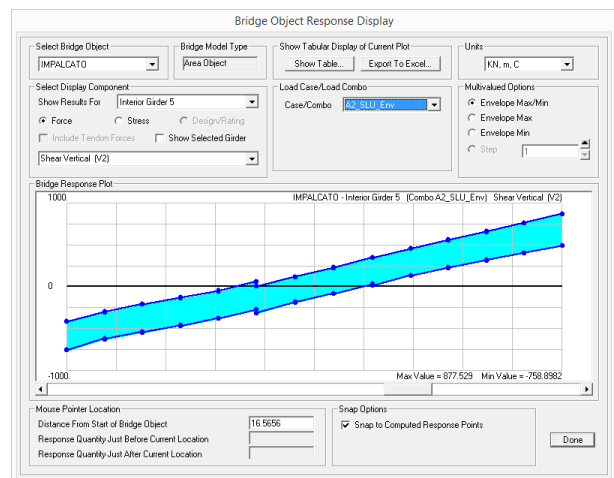 Bridge Object Response Display
Select Bridge Object
IMPALCATO
Bridge Model Type
Area Object
Show Tabular Display of Current Plot
Show Table...
Export To Excel...
Units
KN, m, C
Select Display Component
Show Results For
Interior Girder 5
Force
Stress
Design/Rating
Include Tendon Forces
Show Selected Girder
Shear Vertical (V2)
Load Case/Load Combo
Case/Combo
A2_SLU_Env
Multivalued Options
Envelope Max/Min
Envelope Max
Envelope Min
Step
1
Bridge Response Plot
1000.
IMPALCATO - Interior Girder 5 (Combo A2_SLU_Env) Shear Vertical (V2)
0
-1000.
Max Value = 877.529 Min Value = -758.8982
Mouse Pointer Location
Distance From Start of Bridge Object
16.5656
Response Quantity Just Before Current Location
Response Quantity Just After Current Location
Snap Options
Snap to Computed Response Points
Done